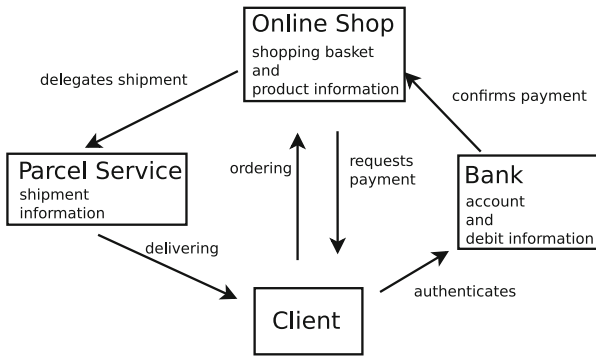 Online Shop
shopping basket
and
product information
delegates shipment
confirms payment
Parcel Service
shipment
information
ordering
requests
payment
Bank
account
and
debit information
delivering
authenticates
Client